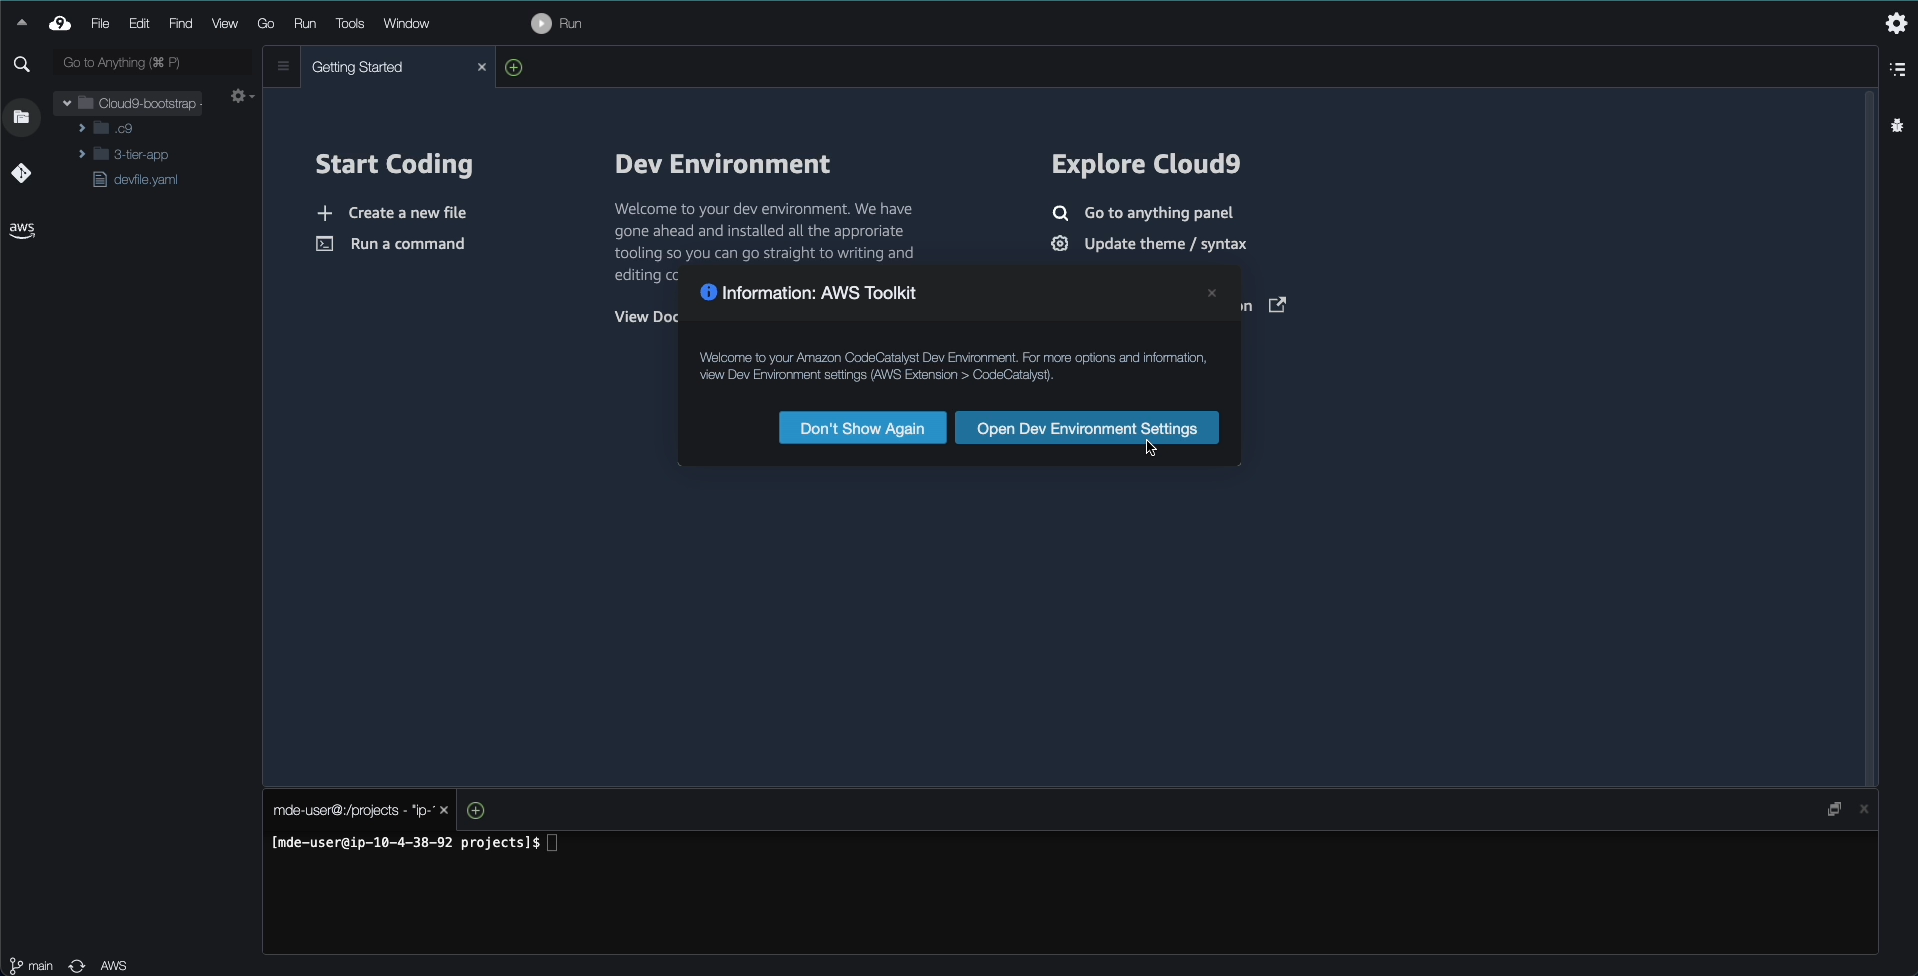 File Edit Find View Go Run Tools Window Run
Go to Anything (⌘ P)
Getting Started
Cloud9-bootstrap -
.c9
3-tier-app
devfile.yaml
aws
Start Coding
Create a new file
Run a command
Dev Environment
Welcome to your dev environment. We have
gone ahead and installed all the approriate
tooling so you can go straight to writing and
editing
View
Explore Cloud9
Go to anything panel
Update theme / syntax
Information: AWS Toolkit
Welcome to your Amazon CodeCatalyst Dev Environment. For more options and information,
view Dev Environment settings (AWS Extension > CodeCatalyst).
Don't Show Again Open Dev Environment Settings
mde-user@:/projects - "ip-
[mde-user@ip-10-4-38-92 projects]$
main AWS